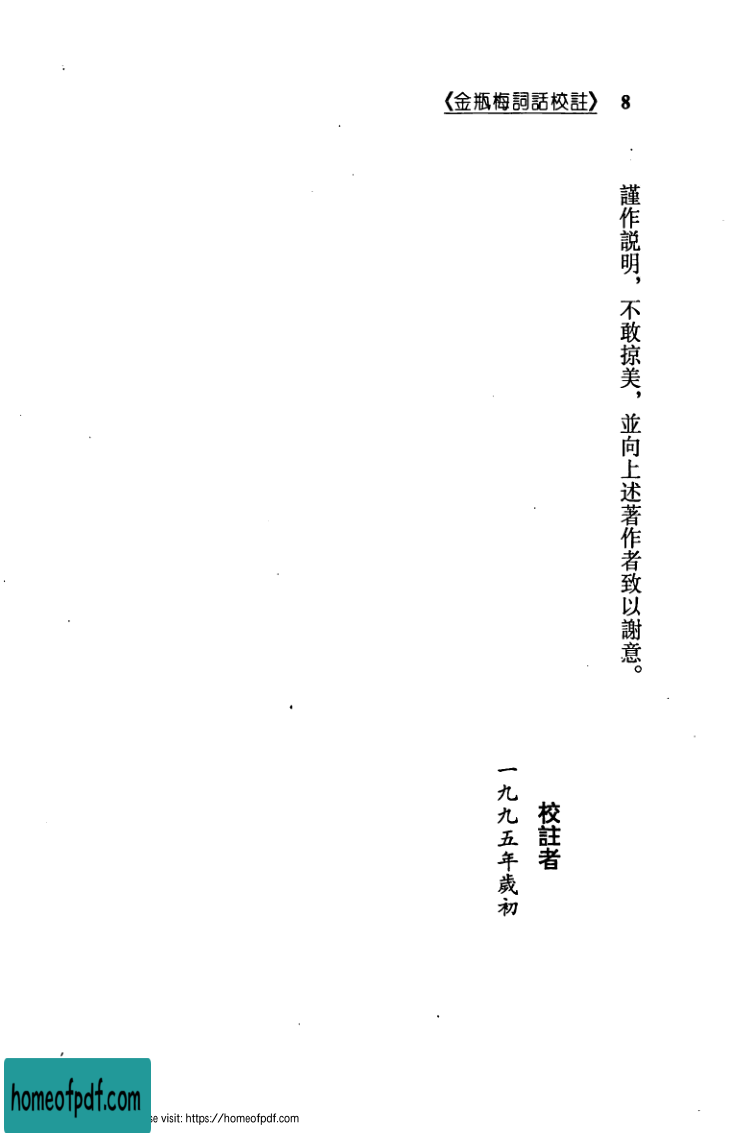 《金瓶梅詞話校註》 8
謹作説明，不敢掠美，並向上述著作者致以謝意。
校註者
一九九五年歲初
homeofpdf.com
se visit: https://homeofpdf.com